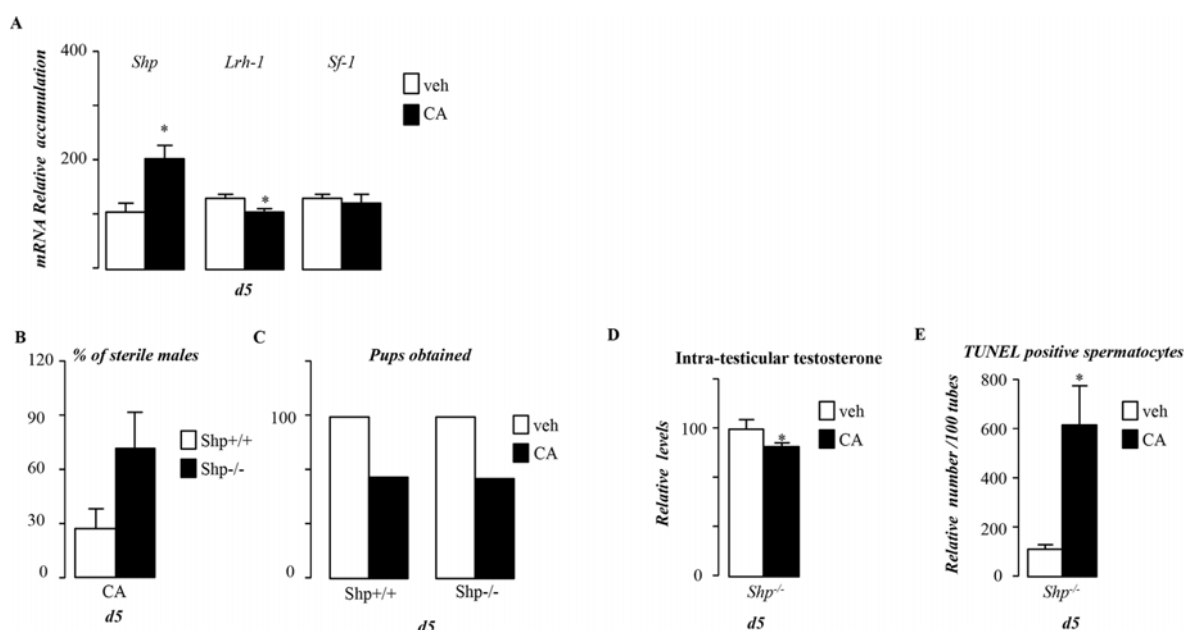 A
400
Shp
Lrh-1
Sf-1
veh
CA
*
200
*
mRNA Relative accumulation
d5
B
% of sterile males
120
90
60
30
0
Shp+/+
Shp-/-
CA
d5
C
Pups obtained
100
0
veh
CA
Shp+/+
Shp-/-
d5
D
Intra-testicular testosterone
veh
CA
100
*
Relative levels
0
Shp-/-
d5
E
TUNEL positive spermatocytes
800
*
veh
CA
600
400
200
0
Relative number /100 tubes
Shp-/-
d5